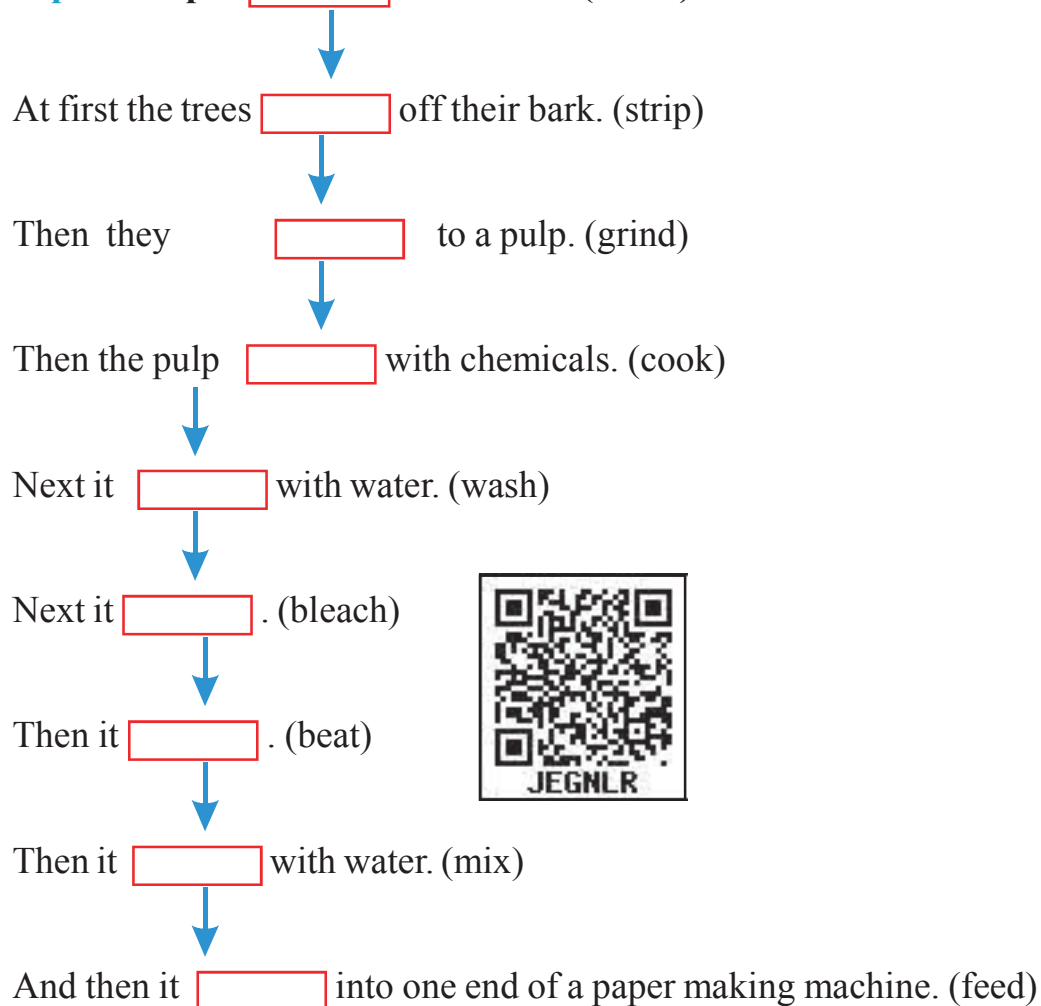 At first the trees off their bark. (strip)
Then they to a pulp. (grind)
Then the pulp with chemicals. (cook)
Next it with water. (wash)
Next it . (bleach)
Then it . (beat)
JEGNLR
Then it with water. (mix)
And then it into one end of a paper making machine. (feed)